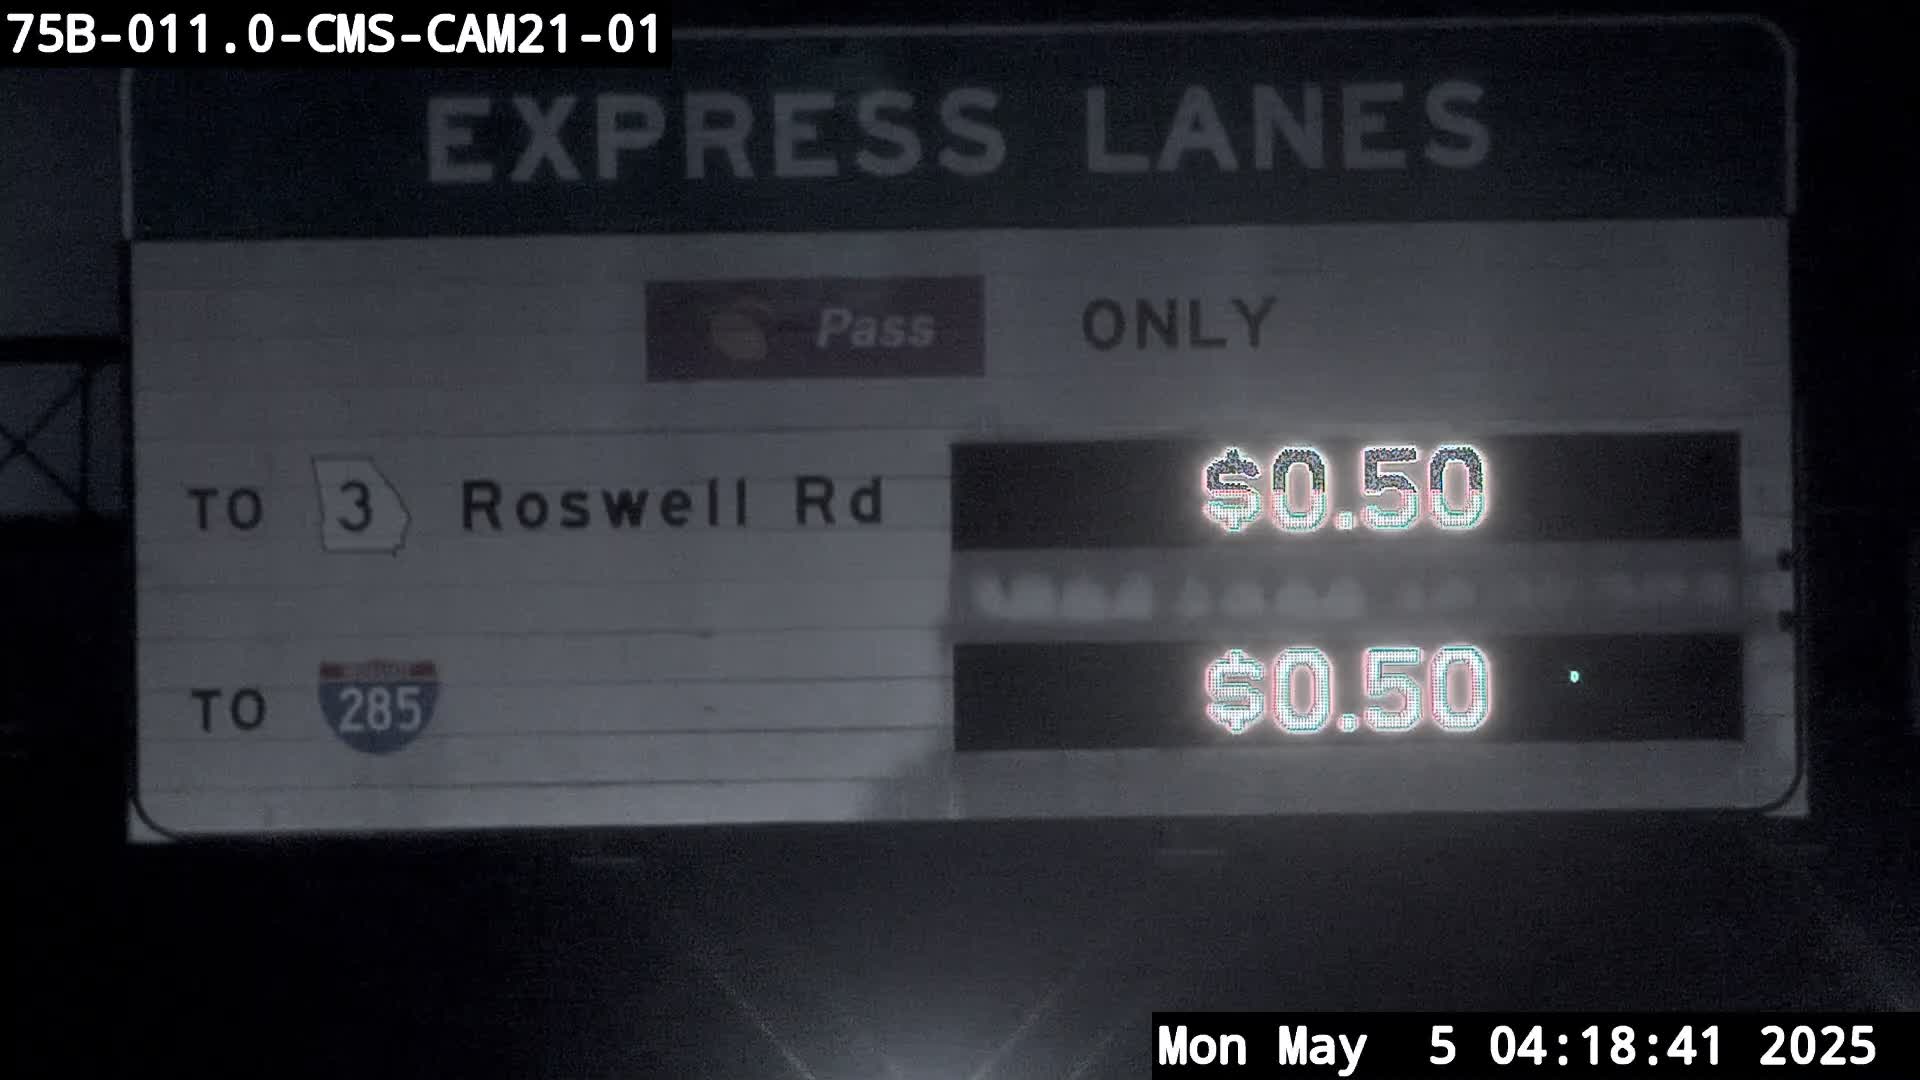 75B-011.0-CMS-CAM21-01
EXPRESS LANES
Pass ONLY
TO 3 Roswell Rd $0.50
TO 285 $0.50
Mon May 5 04:18:41 2025